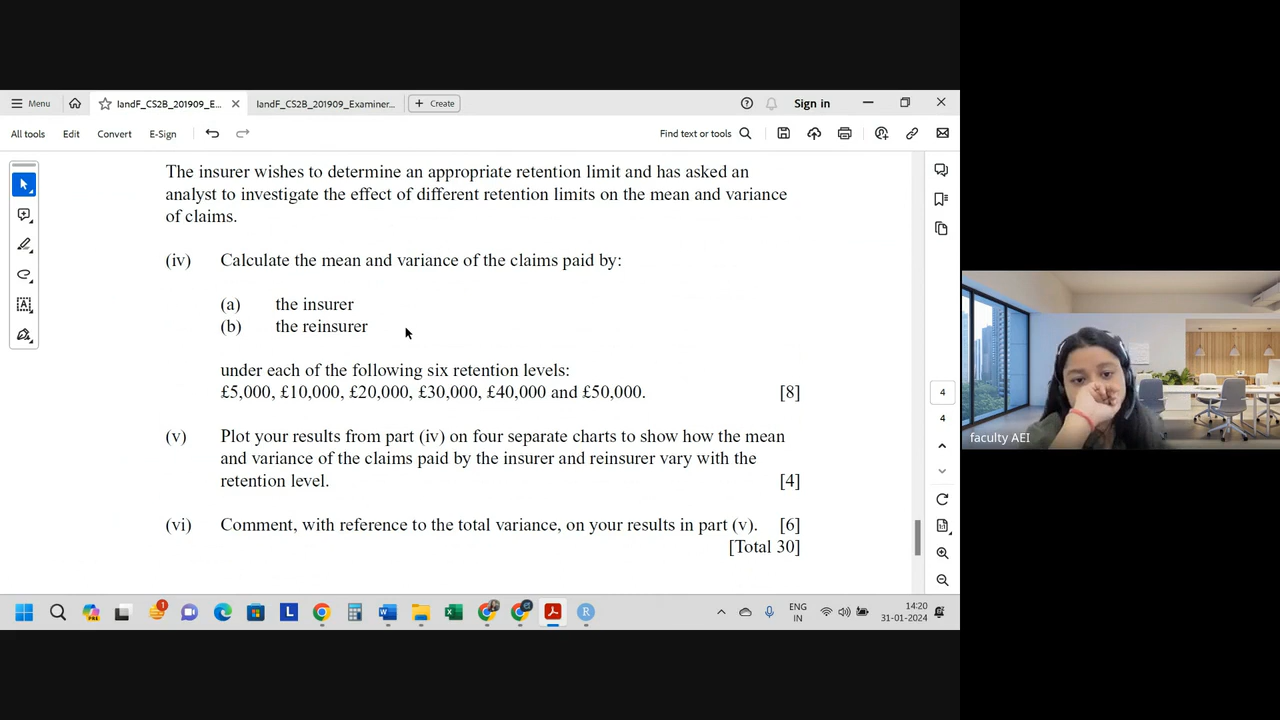 Menu
IandF_CS2B_201909_E...
IandF_CS2B_201909_Examiner...
Create
Sign in
All tools
Edit
Convert
E-Sign
Find text or tools
The insurer wishes to determine an appropriate retention limit and has asked an
analyst to investigate the effect of different retention limits on the mean and variance
of claims.
(iv) Calculate the mean and variance of the claims paid by:
(a) the insurer
(b) the reinsurer
under each of the following six retention levels:
£5,000, £10,000, £20,000, £30,000, £40,000 and £50,000. [8]
(v) Plot your results from part (iv) on four separate charts to show how the mean
and variance of the claims paid by the insurer and reinsurer vary with the
retention level. [4]
(vi) Comment, with reference to the total variance, on your results in part (v). [6]
[Total 30]
4
4
faculty AEI
ENG
IN
14:20
31-01-2024